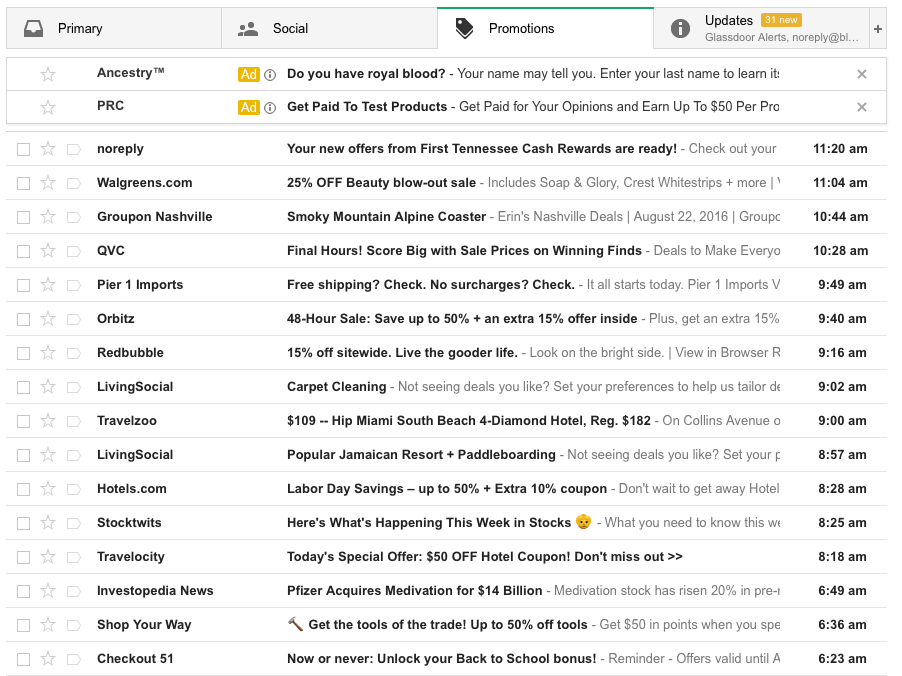 Primary Social Promotions Updates 31 new +
Glassdoor Alerts, noreply@bl...
Ancestry™ Ad Do you have royal blood? - Your name may tell you. Enter your last name to learn its
PRC Ad Get Paid To Test Products - Get Paid for Your Opinions and Earn Up To $50 Per Pro
noreply Your new offers from First Tennessee Cash Rewards are ready! - Check out your 11:20 am
Walgreens.com 25% OFF Beauty blow-out sale - Includes Soap & Glory, Crest Whitestrips + more | 11:04 am
Groupon Nashville Smoky Mountain Alpine Coaster - Erin's Nashville Deals | August 22, 2016 | Groupo 10:44 am
QVC Final Hours! Score Big with Sale Prices on Winning Finds - Deals to Make Everyo 10:28 am
Pier 1 Imports Free shipping? Check. No surcharges? Check. - It all starts today. Pier 1 Imports V 9:49 am
Orbitz 48-Hour Sale: Save up to 50% + an extra 15% offer inside - Plus, get an extra 15% 9:40 am
Redbubble 15% off sitewide. Live the gooder life. - Look on the bright side. | View in Browser R 9:16 am
LivingSocial Carpet Cleaning - Not seeing deals you like? Set your preferences to help us tailor de 9:02 am
Travelzoo $109 -- Hip Miami South Beach 4-Diamond Hotel, Reg. $182 - On Collins Avenue o 9:00 am
LivingSocial Popular Jamaican Resort + Paddleboarding - Not seeing deals you like? Set your p 8:57 am
Hotels.com Labor Day Savings – up to 50% + Extra 10% coupon - Don't wait to get away Hotel 8:28 am
Stocktwits Here's What's Happening This Week in Stocks - What you need to know this we 8:25 am
Travelocity Today's Special Offer: $50 OFF Hotel Coupon! Don't miss out >> 8:18 am
Investopedia News Pfizer Acquires Medivation for $14 Billion - Medivation stock has risen 20% in pre-r 6:49 am
Shop Your Way 🔨 Get the tools of the trade! Up to 50% off tools - Get $50 in points when you spe 6:36 am
Checkout 51 Now or never: Unlock your Back to School bonus! - Reminder - Offers valid until A 6:23 am